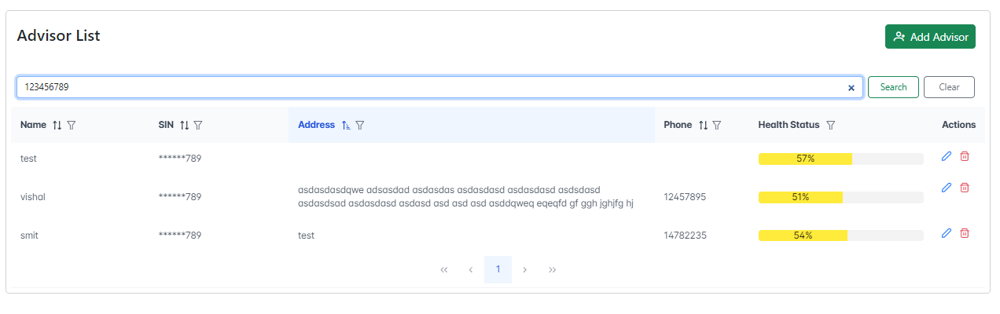 Advisor List
Add Advisor
123456789
Search
Clear
Name
SIN
Address
Phone
Health Status
Actions
test
******789
57%
vishal
******789
asdasdasdqwe adsasdad asdasdas asdasdasd asdasdasd asdsdasd
asdasdsad asdasdasd asdasd asd asd asd asddqweq eqeqfd gf ggh jghjfg hj
12457895
51%
smit
******789
test
14782235
54%
1